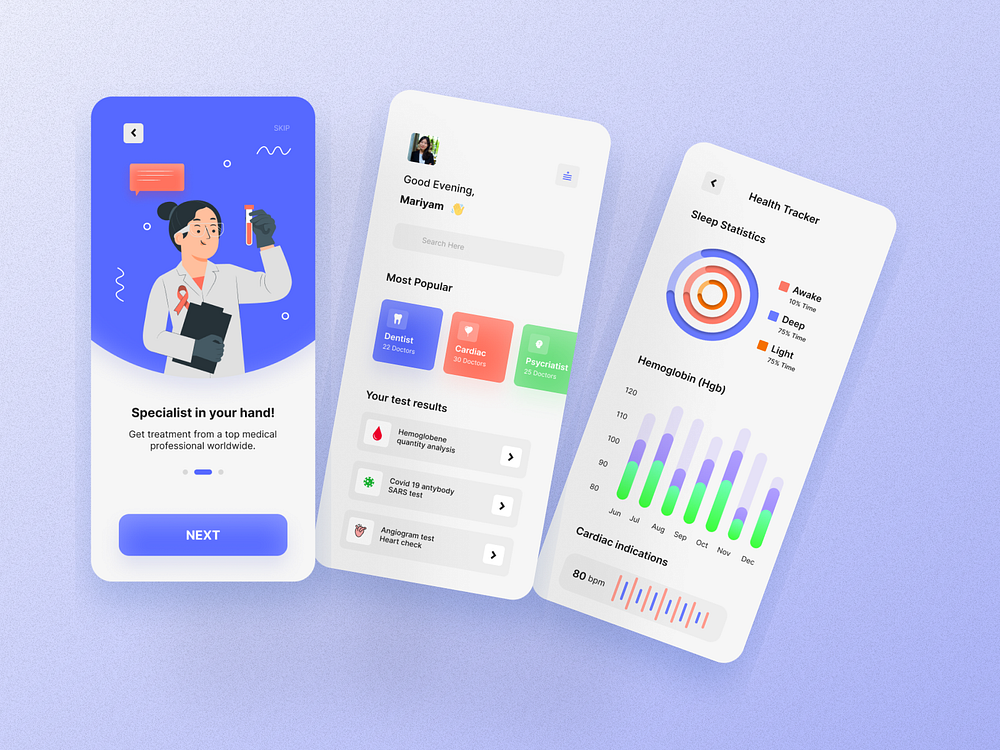 SKIP
Specialist in your hand!
Get treatment from a top medical
professional worldwide.
NEXT
Good Evening,
Mariyam 👋
Search Here
Most Popular
Dentist
22 Doctors
Cardiac
30 Doctors
Psycriatist
25 Doctors
Your test results
Hemoglobene
quantity analysis
Covid 19 antybody
SARS test
Angiogram test
Heart check
Health Tracker
Sleep Statistics
Awake
10% Time
Deep
75% Time
Light
75% Time
Hemoglobin (Hgb)
120
110
100
90
80
Jun Jul Aug Sep Oct Nov Dec
Cardiac indications
80 bpm